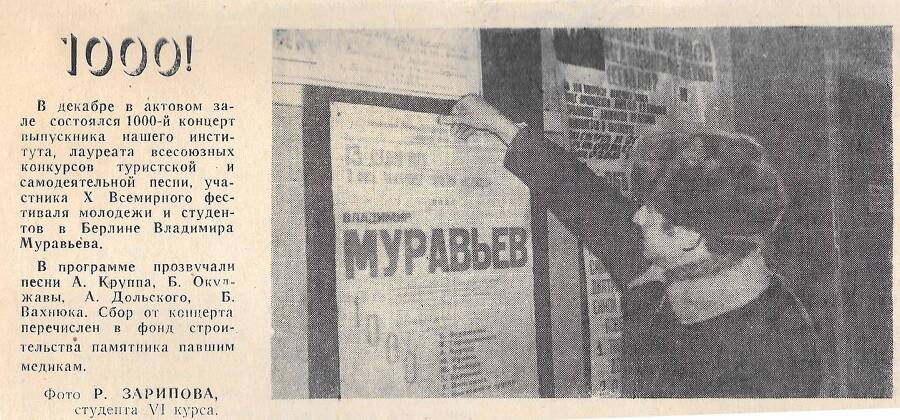 1000!
В декабре в актовом за-
ле состоялся 1000-й концерт
выпускника нашего инсти-
тута, лауреата всесоюзных
конкурсов туристской и
самодеятельной песни, уча-
стника X Всемирного фес-
тиваля молодежи и студен-
тов в Берлине Владимира
Муравьева.
В программе прозвучали
песни А. Круппа, Б. Окуд-
жавы, А. Дольского, Б.
Вахнюка. Сбор от концерта
перечислен в фонд строи-
тельства памятника павшим
медикам.
Фото Р. ЗАРИПОВА,
студента VI курса.
ВЛАДИМИР
МУРАВЬЕВ
1000